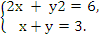 2x + y2 = 6,
x + y = 3.